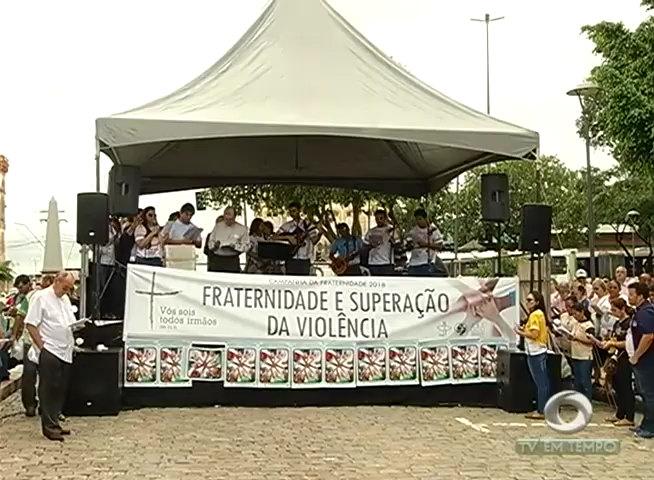 CAMPANHA DA FRATERNIDADE 2018
FRATERNIDADE E SUPERAÇÃO
DA VIOLÊNCIA
Vós sois
todos irmãos
TV EM TEMPO